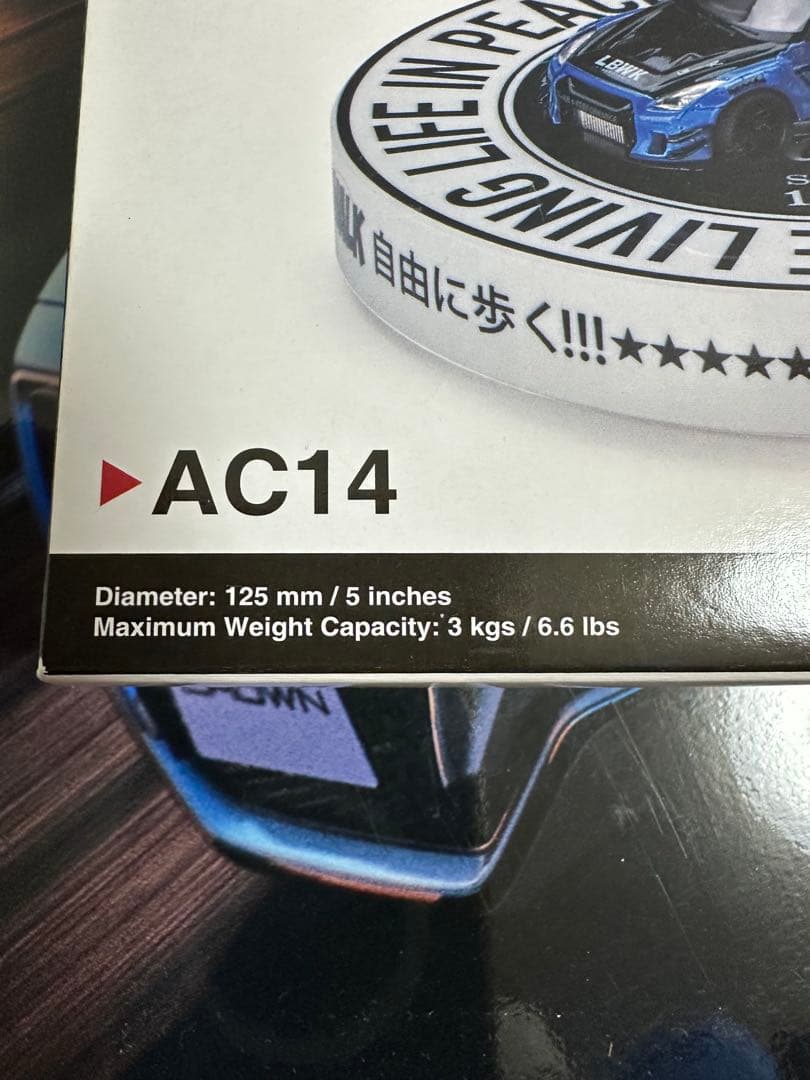 LIVING LIFE IN PEAC
LBWK
自由に歩く!!!★★★★★
AC14
Diameter: 125 mm / 5 inches
Maximum Weight Capacity: 3 kgs / 6.6 lbs